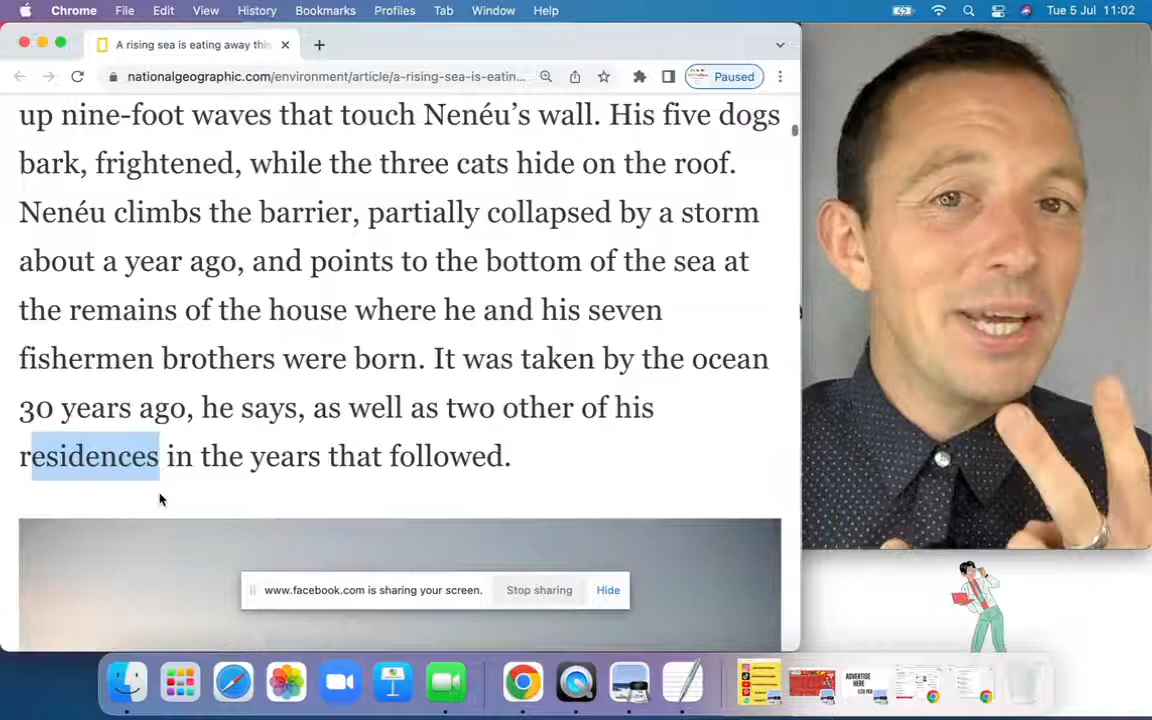 Chrome File Edit View History Bookmarks Profiles Tab Window Help Tue 5 Jul 11:02
A rising sea is eating away this
nationalgeographic.com/environment/article/a-rising-sea-is-eatin... Paused
up nine-foot waves that touch Nenéu’s wall. His five dogs
bark, frightened, while the three cats hide on the roof.
Nenéu climbs the barrier, partially collapsed by a storm
about a year ago, and points to the bottom of the sea at
the remains of the house where he and his seven
fishermen brothers were born. It was taken by the ocean
30 years ago, he says, as well as two other of his
residences in the years that followed.
www.facebook.com is sharing your screen. Stop sharing Hide
ADVERTISE
HERE